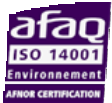 afaq
ISO 14001
Environnement
AFNOR CERTIFICATION